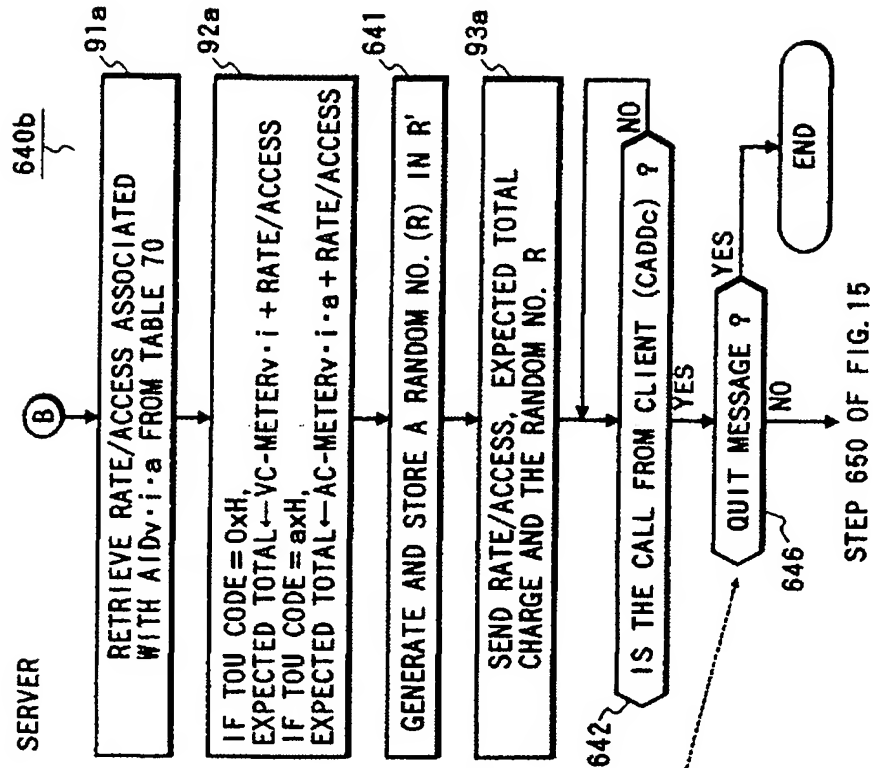 SERVER
640b
B
91a
RETRIEVE RATE/ACCESS ASSOCIATED
WITH AIDv·i·a FROM TABLE 70
92a
IF TOU CODE=0xH,
EXPECTED TOTAL←VC-METERv·i+RATE/ACCESS
IF TOU CODE=axH,
EXPECTED TOTAL←AC-METERv·i·a+RATE/ACCESS
641
GENERATE AND STORE A RANDOM NO.(R) IN R'
93a
SEND RATE/ACCESS, EXPECTED TOTAL
CHARGE AND THE RANDOM NO. R
642
IS THE CALL FROM CLIENT (CADDc) ?
NO
YES
QUIT MESSAGE ?
YES
646
NO
END
STEP 650 OF FIG. 15